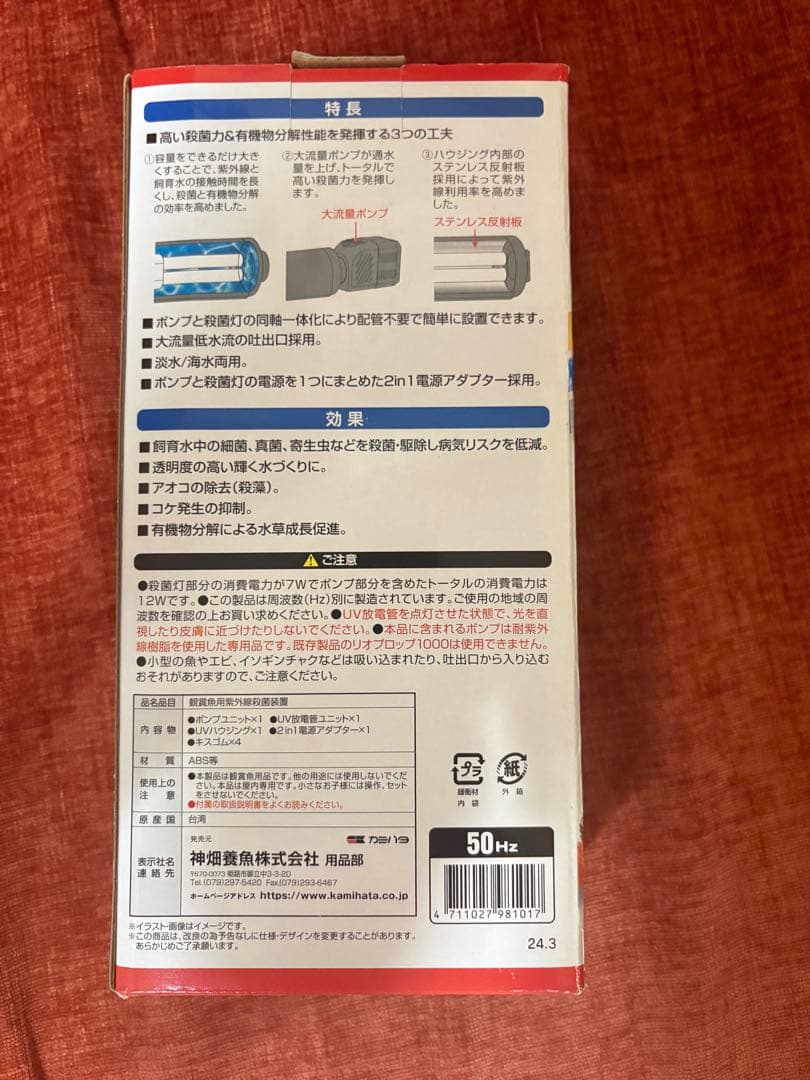 特長
■高い殺菌力&有機物分解性能を発揮する3つの工夫
①容量をできるだけ大き
くすることで、紫外線と
飼育水の接触時間を長
くし、殺菌と有機物分解
の効率を高めました。
②大流量ポンプが通水
量を上げ、トータルで
高い殺菌力を発揮し
ます。
大流量ポンプ
③ハウジング内部の
ステンレス反射板
採用によって紫外
線利用率を高めま
した。
ステンレス反射板
■ポンプと殺菌灯の同軸一体化により配管不要で簡単に設置できます。
■大流量低水流の吐出口採用。
■淡水/海水両用。
■ポンプと殺菌灯の電源を1つにまとめた2in1電源アダプター採用。
効果
■飼育水中の細菌、真菌、寄生虫などを殺菌・駆除し病気リスクを低減。
■透明度の高い輝く水づくりに。
■アオコの除去(殺藻)。
■コケ発生の抑制。
■有機物分解による水草成長促進。
ご注意
●殺菌灯部分の消費電力が7Wでポンプ部分を含めたトータルの消費電力は
12Wです。●この製品は周波数(Hz)別に製造されています。ご使用の地域の周
波数を確認の上お買い求めください。●UV放電管を点灯させた状態で、光を直
視したり皮膚に近づけたりしないでください。●本品に含まれるポンプは耐紫外
線樹脂を使用した専用品です。既存製品のリオプロップ1000は使用できません。
●小型の魚やエビ、イソギンチャクなどは吸い込まれたり、吐出口から入り込む
おそれがありますので、ご注意ください。
品名品目 観賞魚用紫外線殺菌装置
内容物 ●ポンプユニット×1 ●UV放電管ユニット×1
●UVハウジング×1 ●2in1電源アダプター×1
●キスゴム×4
材質 ABS等
使用上の注意 ●本製品は観賞魚用品です。他の用途には使用しないでくだ
さい。本品は屋内専用です。小さなお子様には操作、セット
をさせないでください。
●付属の取扱説明書をよくお読みください。
原産国 台湾
表示社名
連絡先
発売元
カミハタ
神畑養魚株式会社 用品部
〒670-0073 姫路市御立中3-3-20
Tel.(079)297-5420 Fax.(079)293-6467
ホームページアドレス https://www.kamihata.co.jp
プラ
緩衝材
内袋
紙
外箱
50Hz
4 711027 981017
24.3
※イラスト・画像はイメージです。
※この商品は、改良の為予告なしに仕様・デザインを変更することがあります。
あらかじめご了承願います。